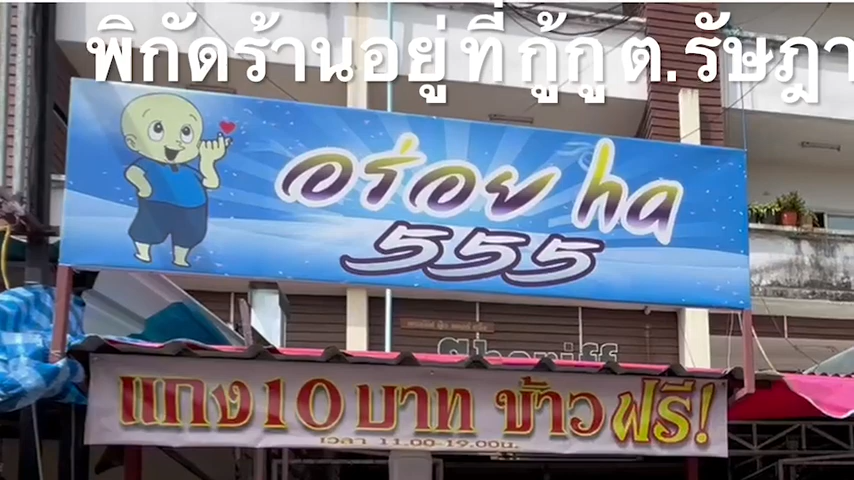 พิกัดร้านอยู่ ที่ กู้กู ต.รัษฎา
อร่อย ha
555
Sheriff
แกง 10 บาท ข้าวฟรี!
เวลา 11.00-19.00น.